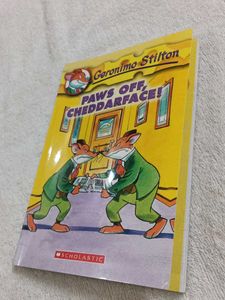 Geronimo Stilton
PAWS OFF,
CHEDDARFACE!
SCHOLASTIC